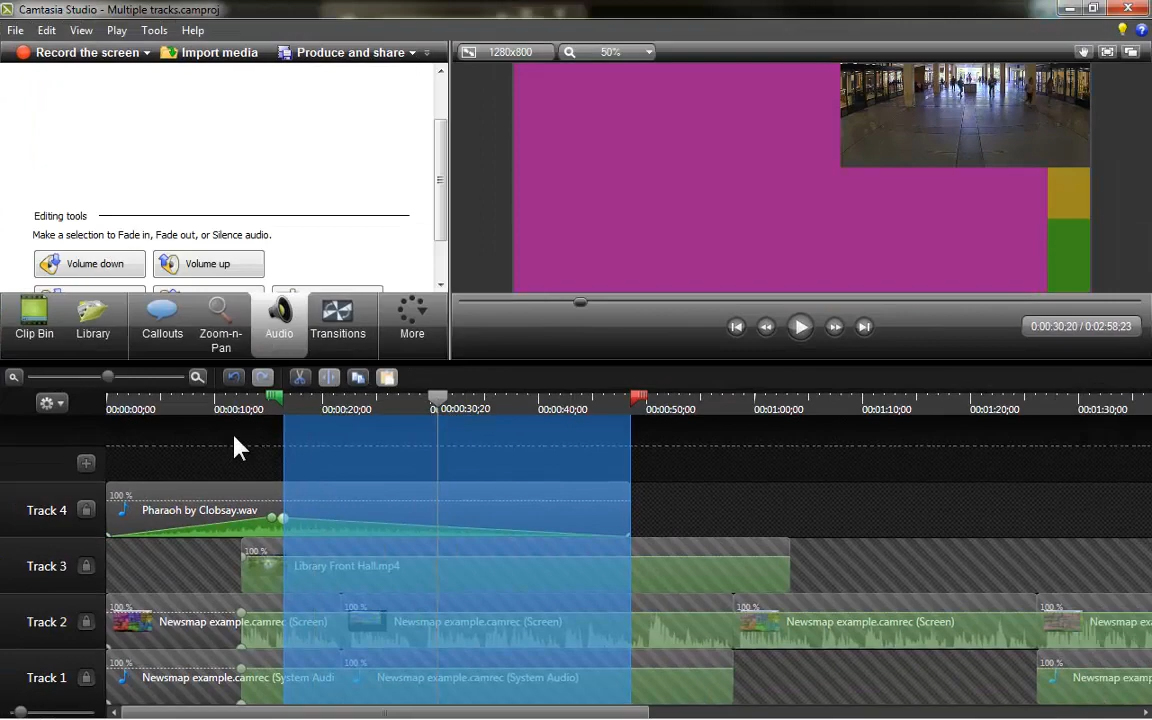 Camtasia Studio - Multiple tracks.camproj
File Edit View Play Tools Help
Record the screen Import media Produce and share
1280x800 50%
Editing tools
Make a selection to Fade in, Fade out, or Silence audio.
Volume down Volume up
Clip Bin Library Callouts Zoom-n-Pan Audio Transitions More
0:00:30;20 / 0:02:58;23
00:00:00;00 00:00:10;00 00:00:20;00 00:00:30;20 00:00:40;00 00:00:50;00 00:01:00;00 00:01:10;00 00:01:20;00 00:01:30;00
Track 4 100 % Pharaoh by Clobsay.wav
Track 3 100 % Library Front Hall.mp4
Track 2 100 % Newsmap example.camrec (Screen) 100 % Newsmap example.camrec (Screen) 100 % Newsmap example.camrec (Screen) 100 % Newsmap example.cam
Track 1 100 % Newsmap example.camrec (System Audi 100 % Newsmap example.camrec (System Audio) 100 % Newsmap example.cam